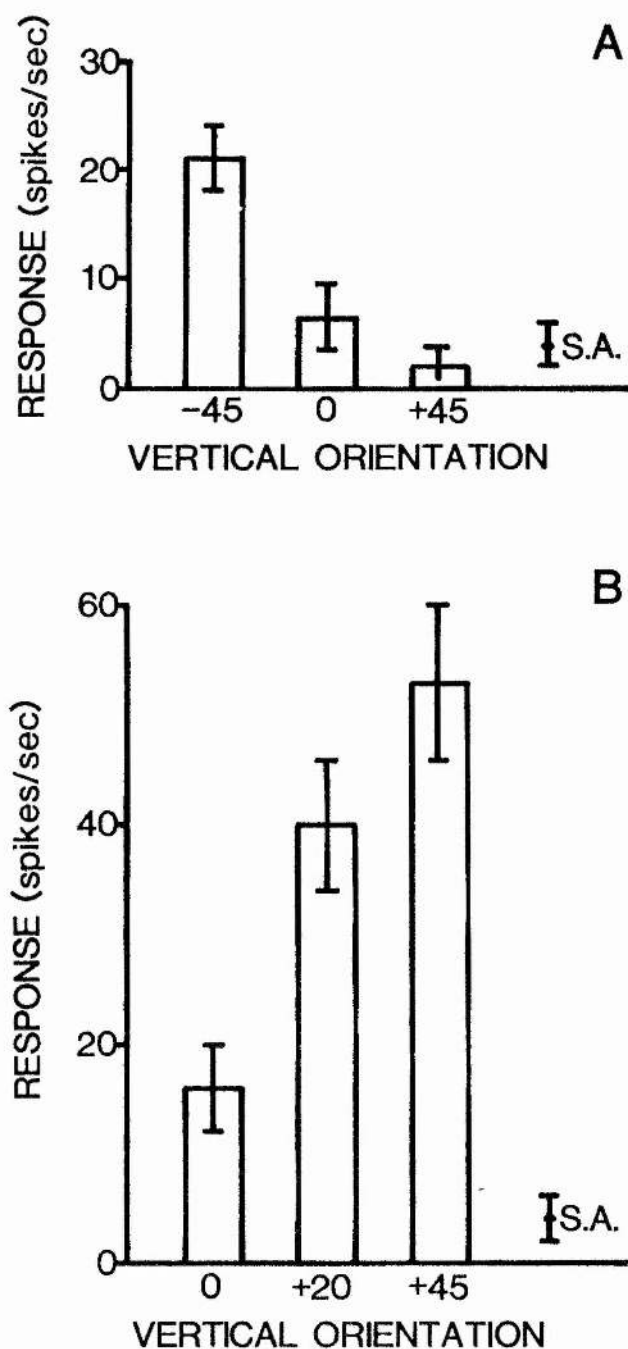 A
RESPONSE (spikes/sec)
30
20
10
0
S.A.
−45 0 +45
VERTICAL ORIENTATION
B
RESPONSE (spikes/sec)
60
40
20
0
S.A.
0 +20 +45
VERTICAL ORIENTATION